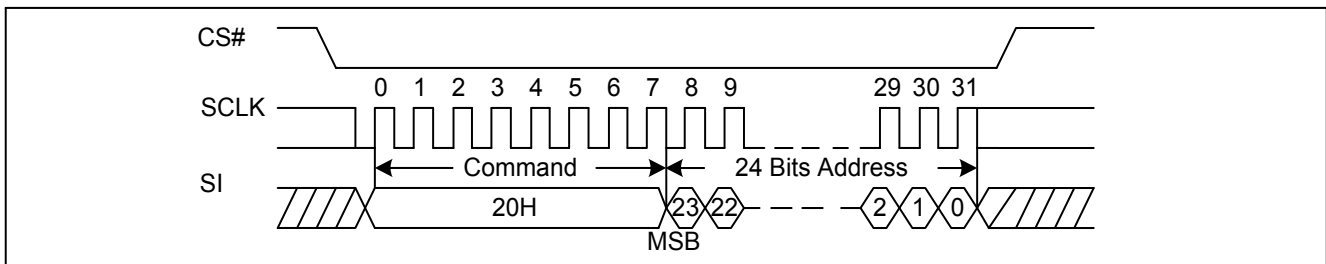 CS#
0 1 2 3 4 5 6 7 8 9 29 30 31
SCLK
Command 24 Bits Address
SI
20H 23 22 2 1 0
MSB